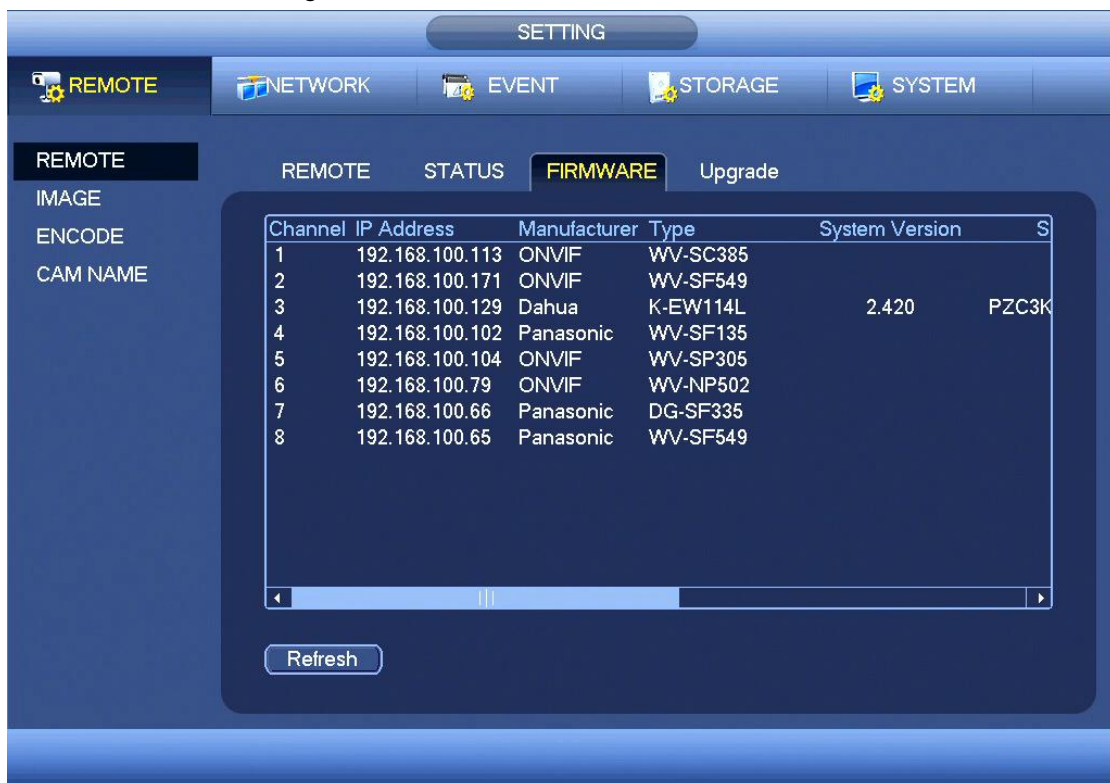 SETTING
REMOTE NETWORK EVENT STORAGE SYSTEM
REMOTE
IMAGE
ENCODE
CAM NAME
REMOTE STATUS FIRMWARE Upgrade
Channel IP Address Manufacturer Type System Version S
1 192.168.100.113 ONVIF WV-SC385
2 192.168.100.171 ONVIF WV-SF549
3 192.168.100.129 Dahua K-EW114L 2.420 PZC3K
4 192.168.100.102 Panasonic WV-SF135
5 192.168.100.104 ONVIF WV-SP305
6 192.168.100.79 ONVIF WV-NP502
7 192.168.100.66 Panasonic DG-SF335
8 192.168.100.65 Panasonic WV-SF549
Refresh